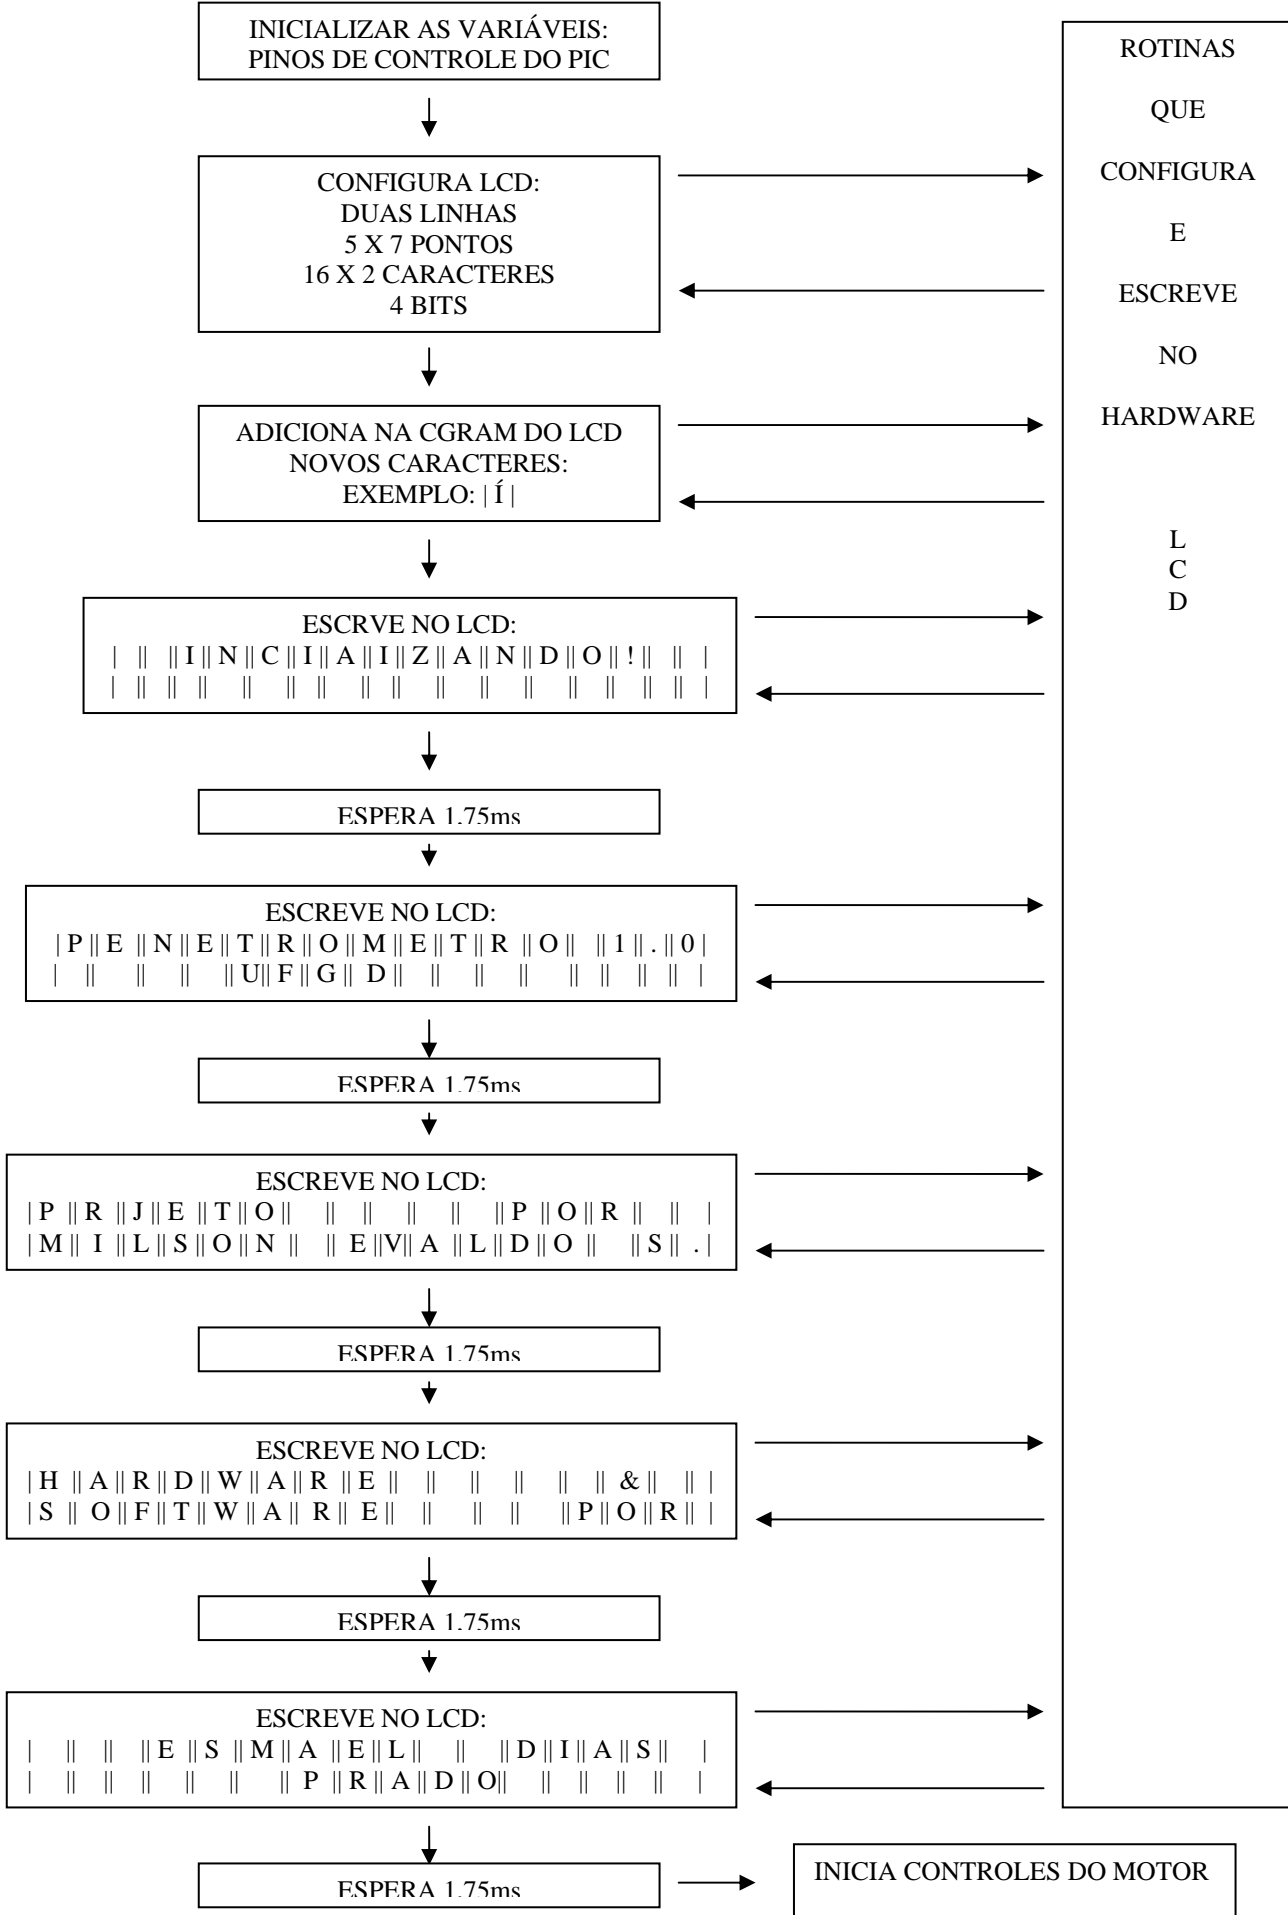 INICIALIZAR AS VARIÁVEIS:
PINOS DE CONTROLE DO PIC
CONFIGURA LCD:
DUAS LINHAS
5 X 7 PONTOS
16 X 2 CARACTERES
4 BITS
ADICIONA NA CGRAM DO LCD
NOVOS CARACTERES:
EXEMPLO: | Í |
ESCRVE NO LCD:
| || || I || N || C || I || A || I || Z || A || N || D || O || ! || || |
| || || || || || || || || || || || || || || || |
ESPERA 1.75ms
ESCREVE NO LCD:
| P || E || N || E || T || R || O || M || E || T || R || O || || 1 || . || 0 |
| || || || || U || F || G || D || || || || || || || || |
ESPERA 1.75ms
ESCREVE NO LCD:
| P || R || J || E || T || O || || || || || || P || O || R || || |
| M || I || L || S || O || N || || E || V || A || L || D || O || || S || . |
ESPERA 1.75ms
ESCREVE NO LCD:
| H || A || R || D || W || A || R || E || || || || || || & || || |
| S || O || F || T || W || A || R || E || || || || P || O || R || |
ESPERA 1.75ms
ESCREVE NO LCD:
| || || || E || S || M || A || E || L || || || D || I || A || S || |
| || || || || || || P || R || A || D || O || || || || || |
ESPERA 1.75ms
ROTINAS
QUE
CONFIGURA
E
ESCREVE
NO
HARDWARE
L
C
D
INICIA CONTROLES DO MOTOR